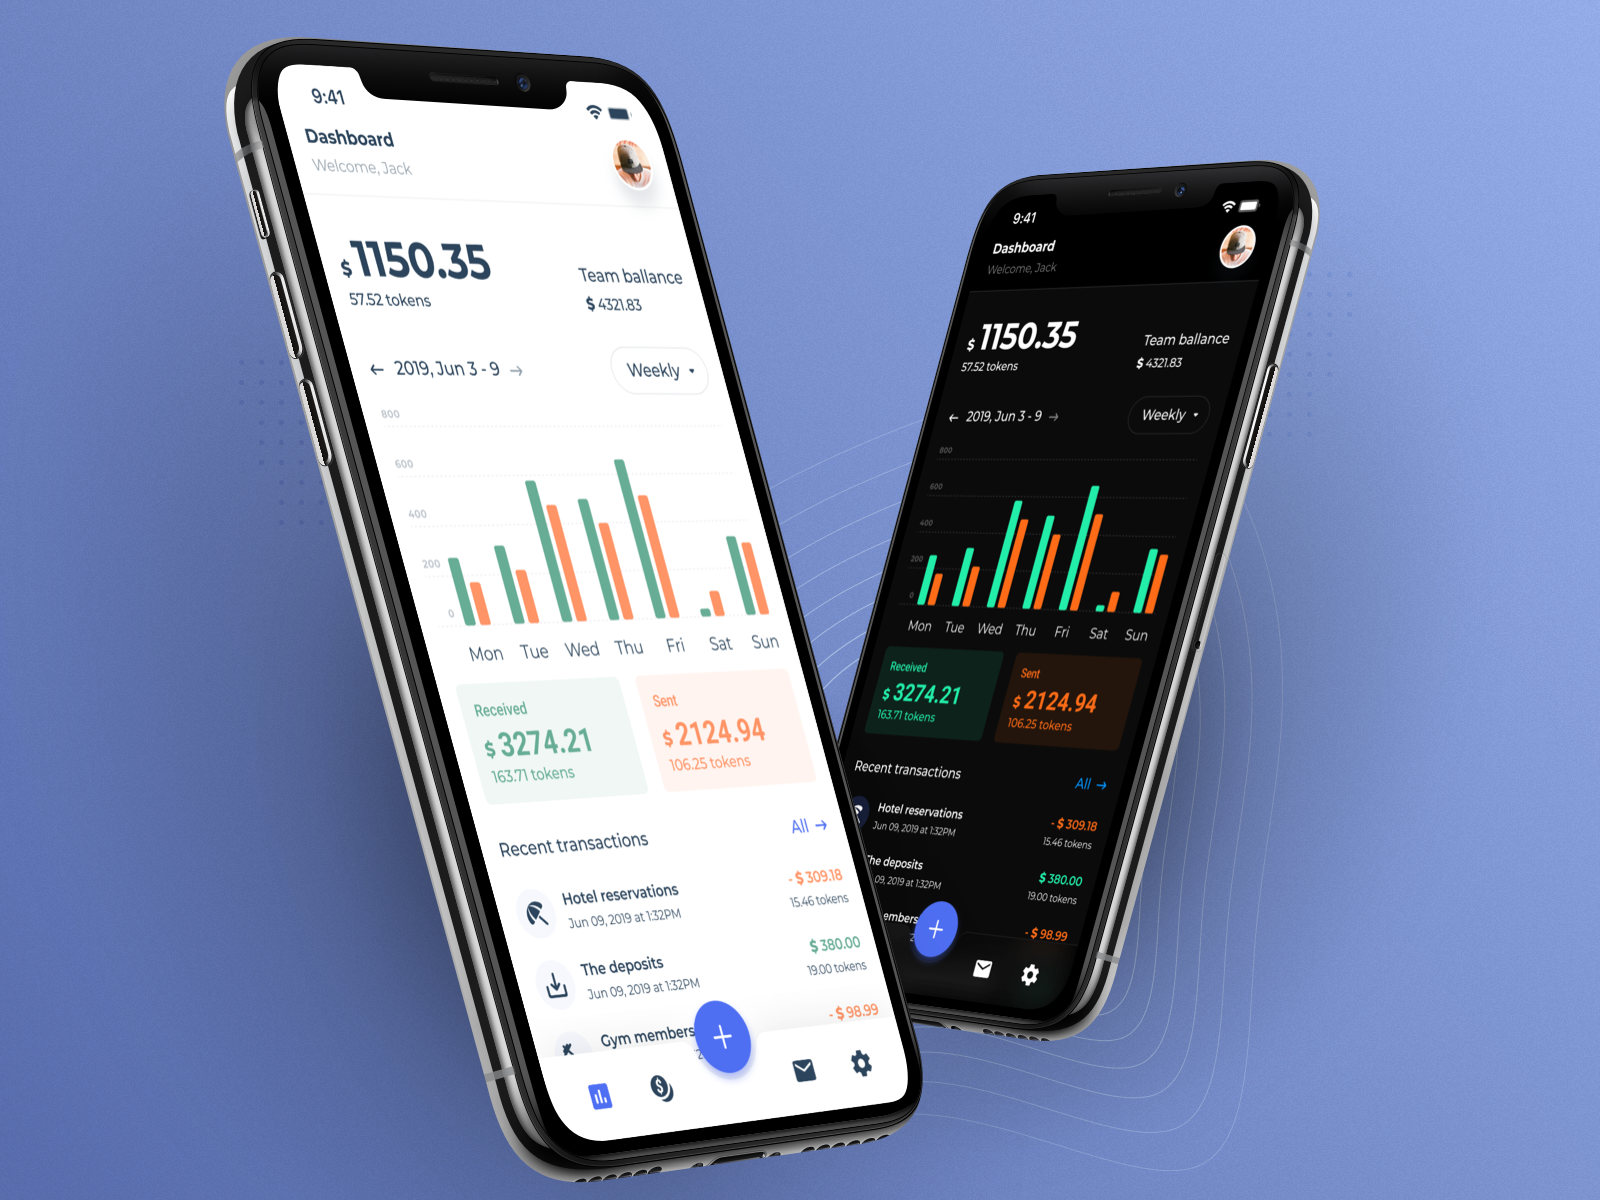 9:41
Dashboard
Welcome, Jack
$ 1150.35
57.52 tokens
Team ballance
$ 4321.83
← 2019, Jun 3 - 9 →
Weekly
800
600
400
200
0
Mon Tue Wed Thu Fri Sat Sun
Received
$ 3274.21
163.71 tokens
Sent
$ 2124.94
106.25 tokens
Recent transactions
All →
Hotel reservations
Jun 09, 2019 at 1:32PM
- $ 309.18
15.46 tokens
The deposits
Jun 09, 2019 at 1:32PM
$ 380.00
19.00 tokens
Gym members
- $ 98.99
9:41
Dashboard
Welcome, Jack
$ 1150.35
57.52 tokens
Team ballance
$ 4321.83
← 2019, Jun 3 - 9 →
Weekly
800
600
400
200
0
Mon Tue Wed Thu Fri Sat Sun
Received
$ 3274.21
163.71 tokens
Sent
$ 2124.94
106.25 tokens
Recent transactions
All →
Hotel reservations
Jun 09, 2019 at 1:32PM
- $ 309.18
15.46 tokens
The deposits
09, 2019 at 1:32PM
$ 380.00
19.00 tokens
members
- $ 98.99